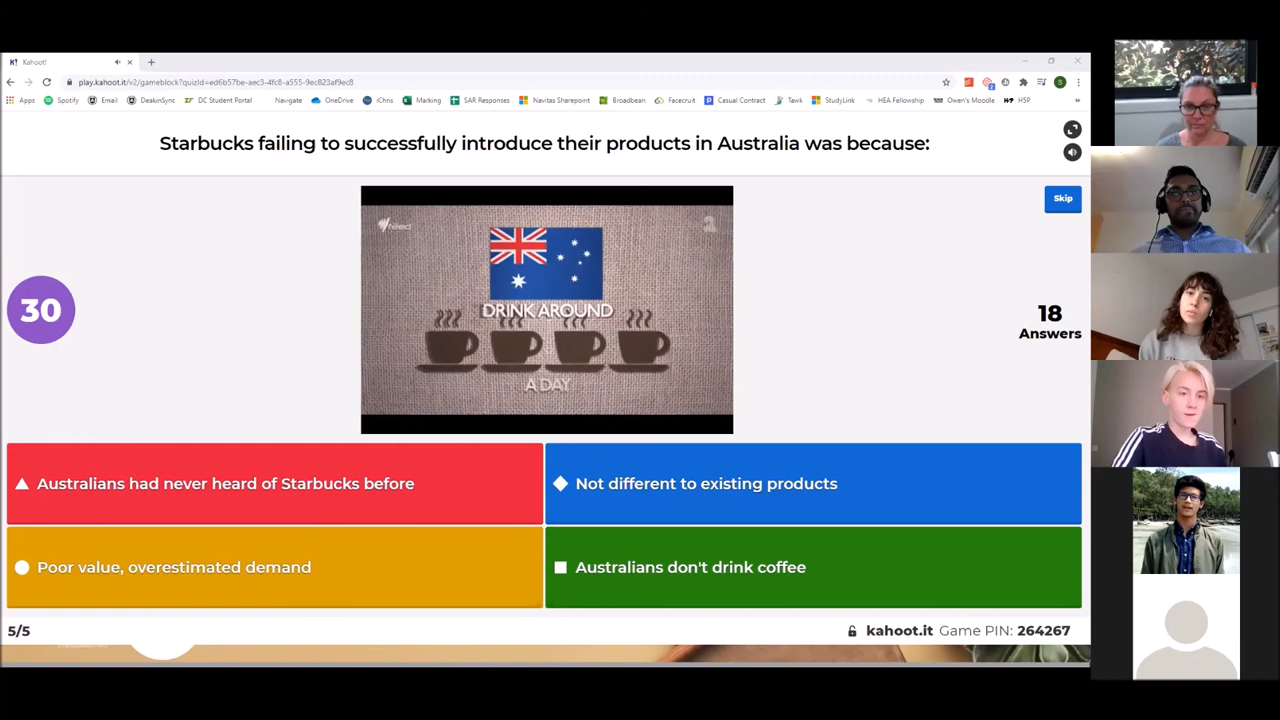 Kahoot!
play.kahoot.it/v2/gameblock?quizId=ed6b57be-aec3-4fc8-a555-9ec823af9ec8
Apps Spotify Email DeakinSync DC Student Portal Navigate OneDrive iChris Marking SAR Responses Navitas Sharepoint Broadbean Facecruit Casual Contract Tawk StudyLink HEA Fellowship Owen's Moodle H5P »
Starbucks failing to successfully introduce their products in Australia was because:
Skip
2
DRINK AROUND
A DAY
30
18
Answers
Australians had never heard of Starbucks before
Not different to existing products
Poor value, overestimated demand
Australians don't drink coffee
5/5
kahoot.it Game PIN: 264267